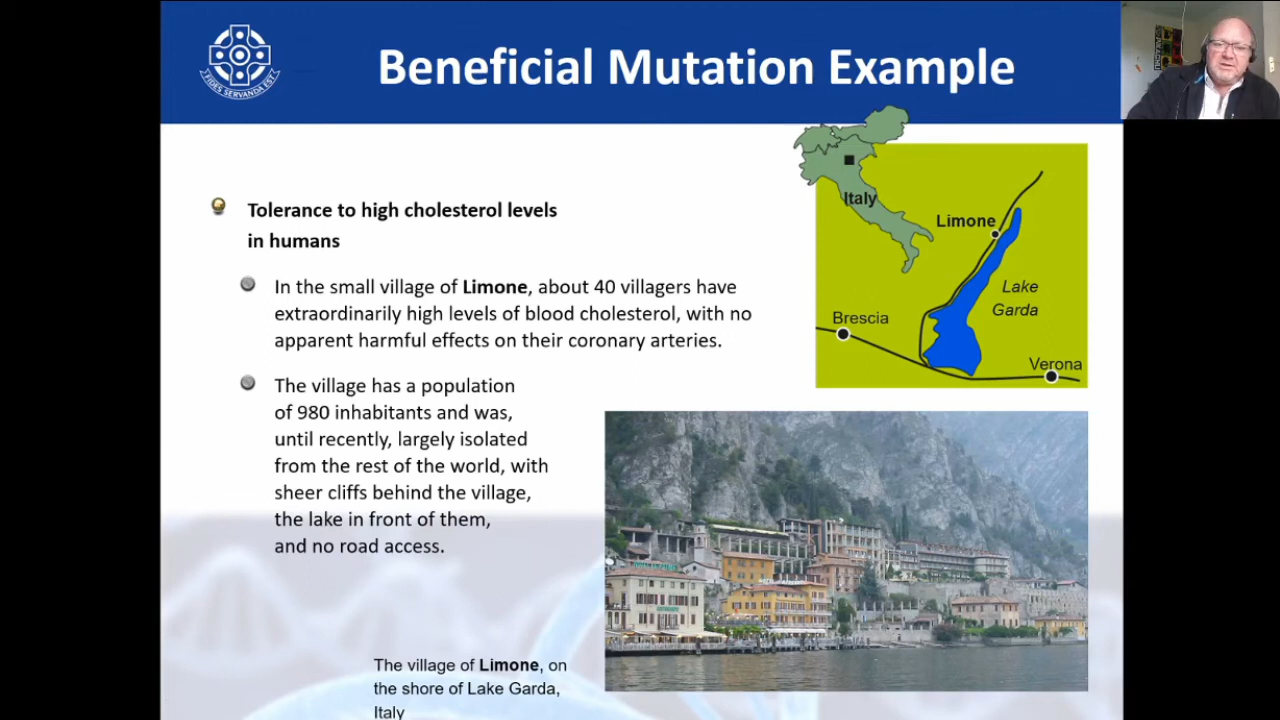 Beneficial Mutation Example
FIDES SERVANDA EST
Tolerance to high cholesterol levels
in humans
In the small village of Limone, about 40 villagers have
extraordinarily high levels of blood cholesterol, with no
apparent harmful effects on their coronary arteries.
The village has a population
of 980 inhabitants and was,
until recently, largely isolated
from the rest of the world, with
sheer cliffs behind the village,
the lake in front of them,
and no road access.
Italy
Limone
Lake
Garda
Brescia
Verona
The village of Limone, on
the shore of Lake Garda,
Italy